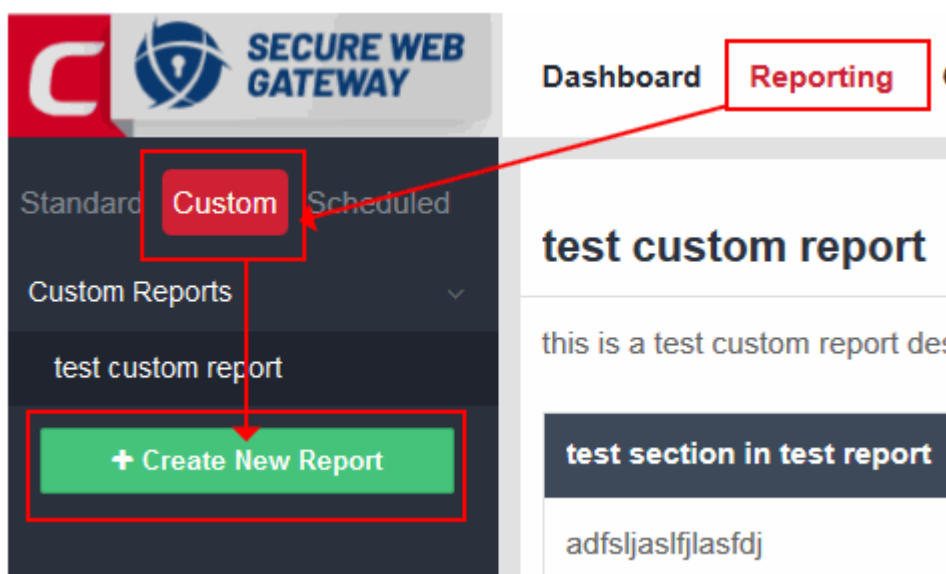 SECURE WEB
GATEWAY
Dashboard Reporting
Standard Custom Scheduled
Custom Reports
test custom report
+ Create New Report
test custom report
this is a test custom report des
test section in test report
adfsljaslfjlasfdj